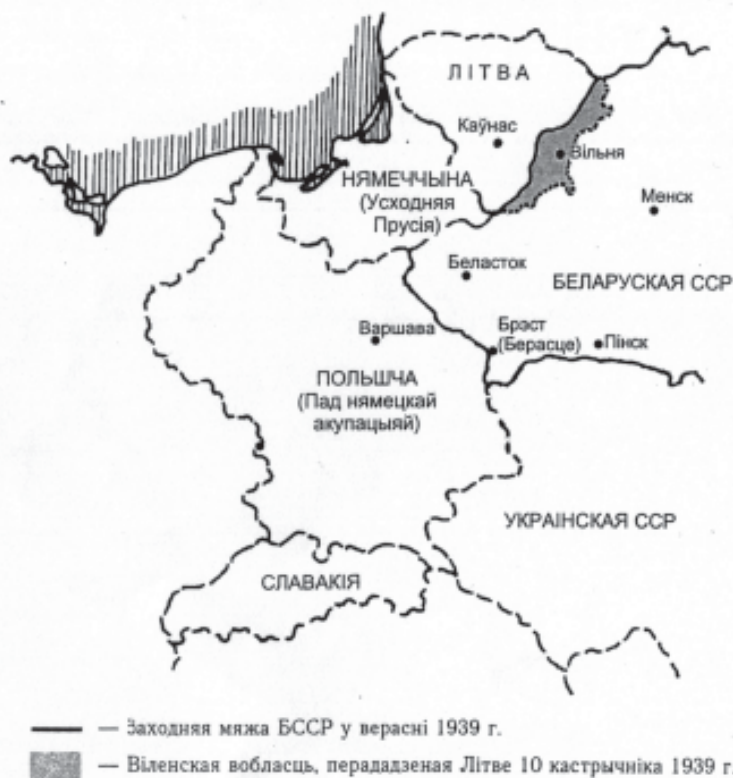 ЛІТВА
Каўнас
Вільня
НЯМЕЧЧЫНА
(Усходняя
Прусія)
Менск
Беласток
БЕЛАРУСКАЯ ССР
Варшава
Брэст
(Берасце)
Пінск
ПОЛЬШЧА
(Пад нямецкай
акупацыяй)
УКРАІНСКАЯ ССР
СЛАВАКІЯ
— Заходняя мяжа БССР у верасні 1939 г.
— Віленская вобласць, перададзеная Літве 10 кастрычніка 1939 г.